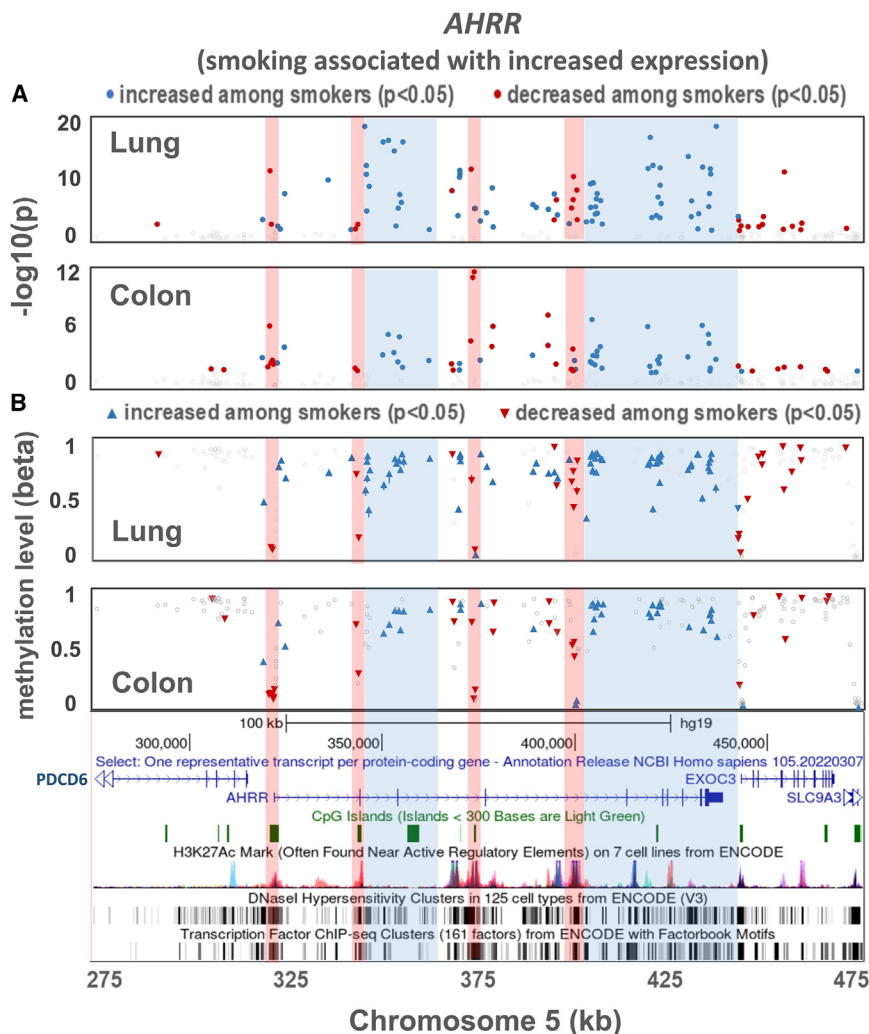 AHRR
(smoking associated with increased expression)
A
increased among smokers (p<0.05) decreased among smokers (p<0.05)
-log10(p)
20
10
0
Lung
12
6
0
Colon
B
increased among smokers (p<0.05) decreased among smokers (p<0.05)
methylation level (beta)
1
0.5
0
Lung
1
0.5
0
Colon
100 kb hg19
300,000 350,000 400,000 450,000
Select: One representative transcript per protein-coding gene - Annotation Release NCBI Homo sapiens 105.20220307
PDCD6 EXOC3
AHRR SLC9A3
CpG Islands (Islands < 300 Bases are Light Green)
H3K27Ac Mark (Often Found Near Active Regulatory Elements) on 7 cell lines from ENCODE
DNaseI Hypersensitivity Clusters in 125 cell types from ENCODE (V3)
Transcription Factor ChIP-seq Clusters (161 factors) from ENCODE with Factorbook Motifs
275 325 375 425 475
Chromosome 5 (kb)